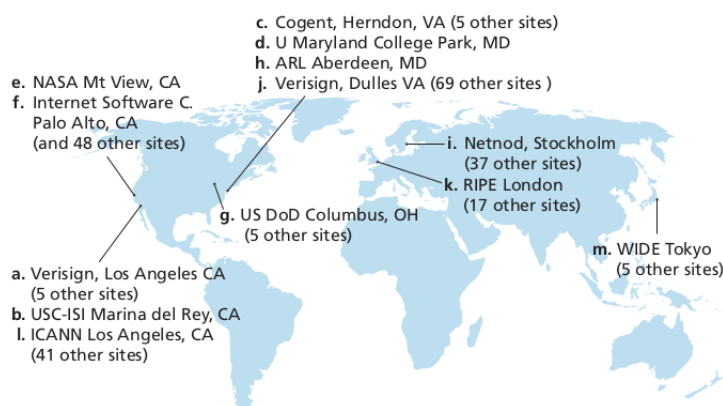 c. Cogent, Herndon, VA (5 other sites)
d. U Maryland College Park, MD
h. ARL Aberdeen, MD
j. Verisign, Dulles VA (69 other sites )
e. NASA Mt View, CA
f. Internet Software C.
Palo Alto, CA
(and 48 other sites)
i. Netnod, Stockholm
(37 other sites)
k. RIPE London
(17 other sites)
g. US DoD Columbus, OH
(5 other sites)
m. WIDE Tokyo
(5 other sites)
a. Verisign, Los Angeles CA
(5 other sites)
b. USC-ISI Marina del Rey, CA
l. ICANN Los Angeles, CA
(41 other sites)